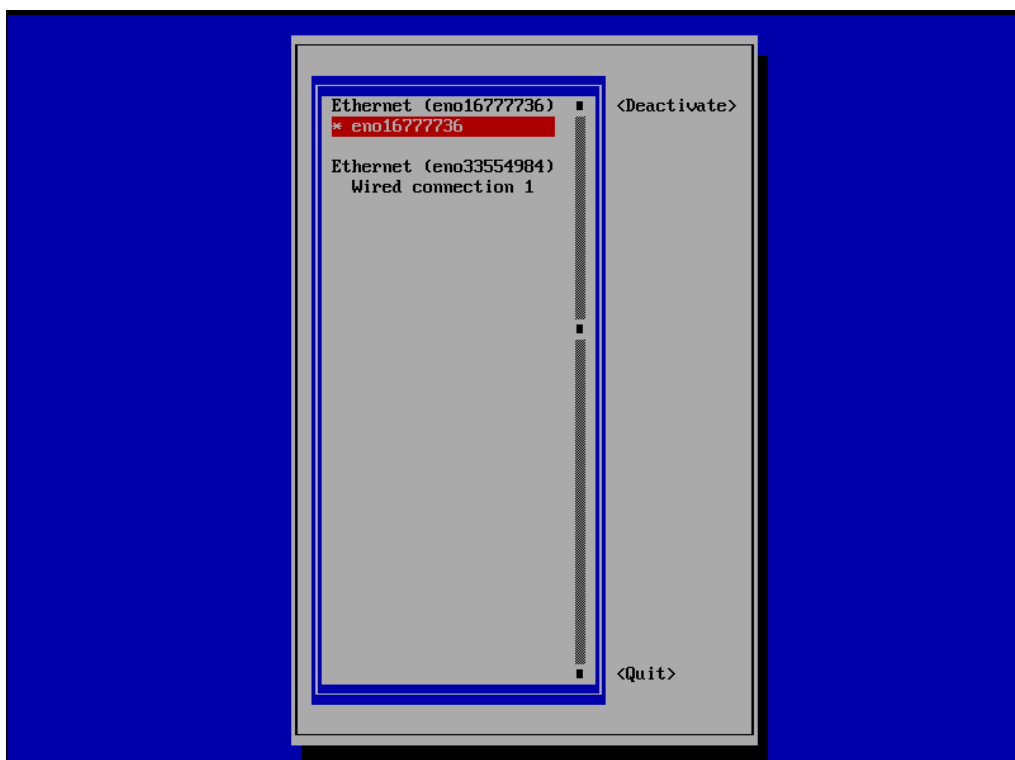 Ethernet (eno16777736)
<Deactivate>
* eno16777736
Ethernet (eno33554984)
Wired connection 1
<Quit>